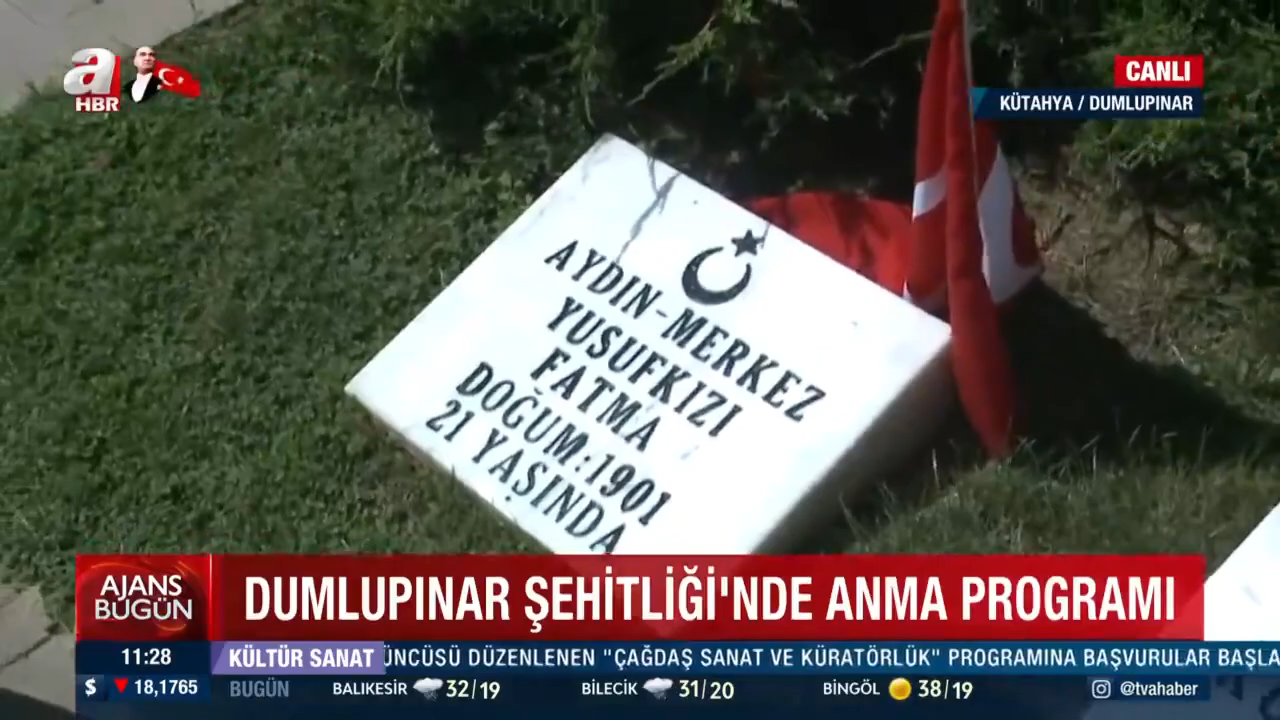 a
HBR
CANLI
KÜTAHYA / DUMLUPINAR
AYDIN-MERKEZ
YUSUFKIZI
FATMA
DOĞUM:1901
21 YAŞINDA
AJANS
BUGÜN
DUMLUPINAR ŞEHİTLİĞİ'NDE ANMA PROGRAMI
11:28 KÜLTÜR SANAT ÜNCÜSÜ DÜZENLENEN "ÇAĞDAŞ SANAT VE KÜRATÖRLÜK" PROGRAMINA BAŞVURULAR BAŞLA
$ 18,1765 BUGÜN BALIKESİR 32/19 BİLECİK 31/20 BİNGÖL 38/19 @tvahaber